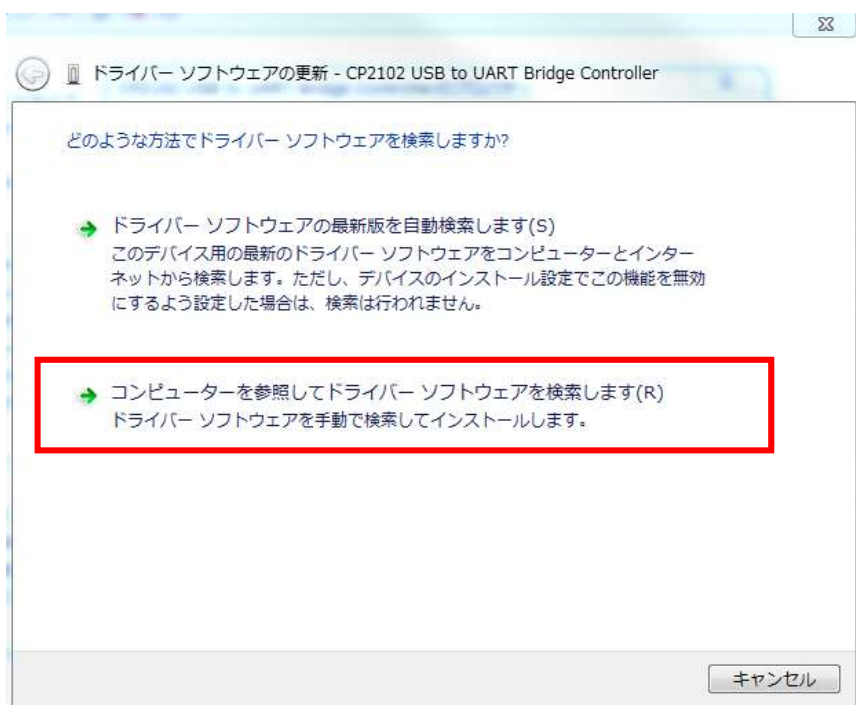 ドライバー ソフトウェアの更新 - CP2102 USB to UART Bridge Controller
どのような方法でドライバー ソフトウェアを検索しますか?
ドライバー ソフトウェアの最新版を自動検索します(S)
このデバイス用の最新のドライバー ソフトウェアをコンピューターとインター
ネットから検索します。ただし、デバイスのインストール設定でこの機能を無効
にするよう設定した場合は、検索は行われません。
コンピューターを参照してドライバー ソフトウェアを検索します(R)
ドライバー ソフトウェアを手動で検索してインストールします。
キャンセル